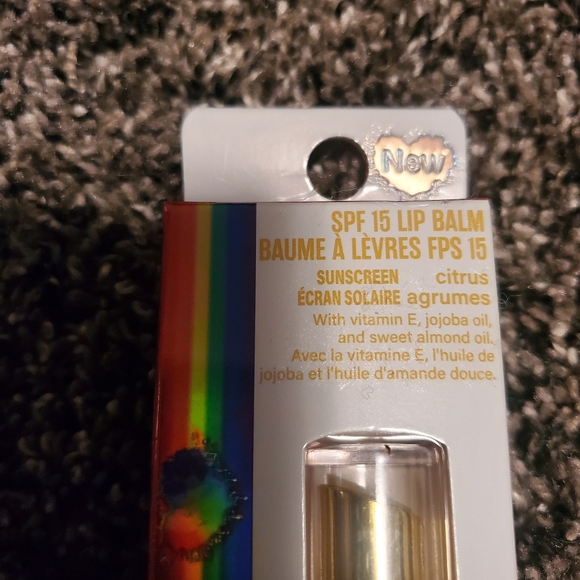 New
SPF 15 LIP BALM
BAUME À LÈVRES FPS 15
SUNSCREEN citrus
ÉCRAN SOLAIRE agrumes
With vitamin E, jojoba oil,
and sweet almond oil.
Avec la vitamine E, l'huile de
jojoba et l'huile d'amande douce.